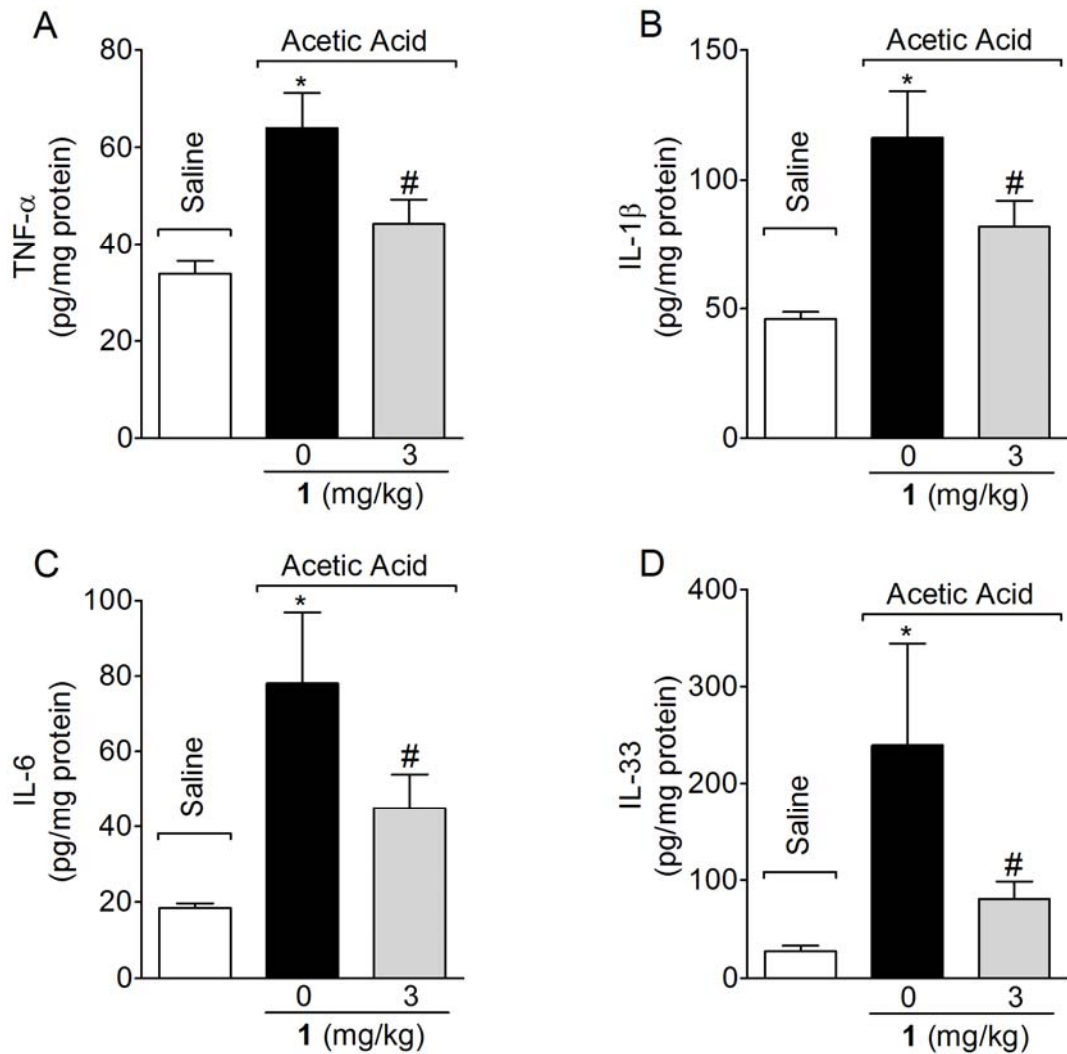 A
Acetic Acid
TNF-α
(pg/mg protein)
80
60
40
20
0
Saline
*
#
0 3
1 (mg/kg)
B
Acetic Acid
IL-1β
(pg/mg protein)
150
100
50
0
Saline
*
#
0 3
1 (mg/kg)
C
Acetic Acid
IL-6
(pg/mg protein)
100
80
60
40
20
0
Saline
*
#
0 3
1 (mg/kg)
D
Acetic Acid
IL-33
(pg/mg protein)
400
300
200
100
0
Saline
*
#
0 3
1 (mg/kg)